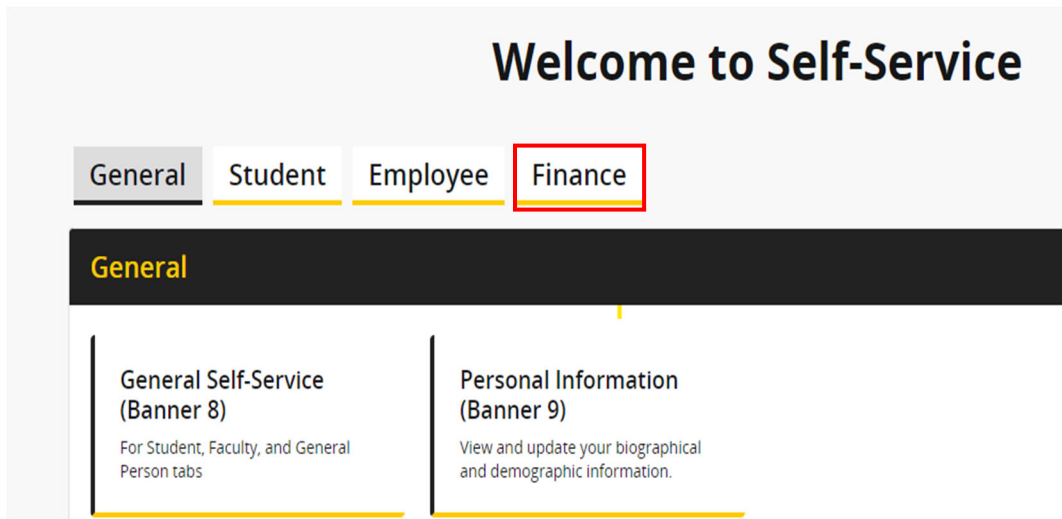 Welcome to Self-Service
General Student Employee Finance
General
General Self-Service
(Banner 8)
For Student, Faculty, and General
Person tabs
Personal Information
(Banner 9)
View and update your biographical
and demographic information.